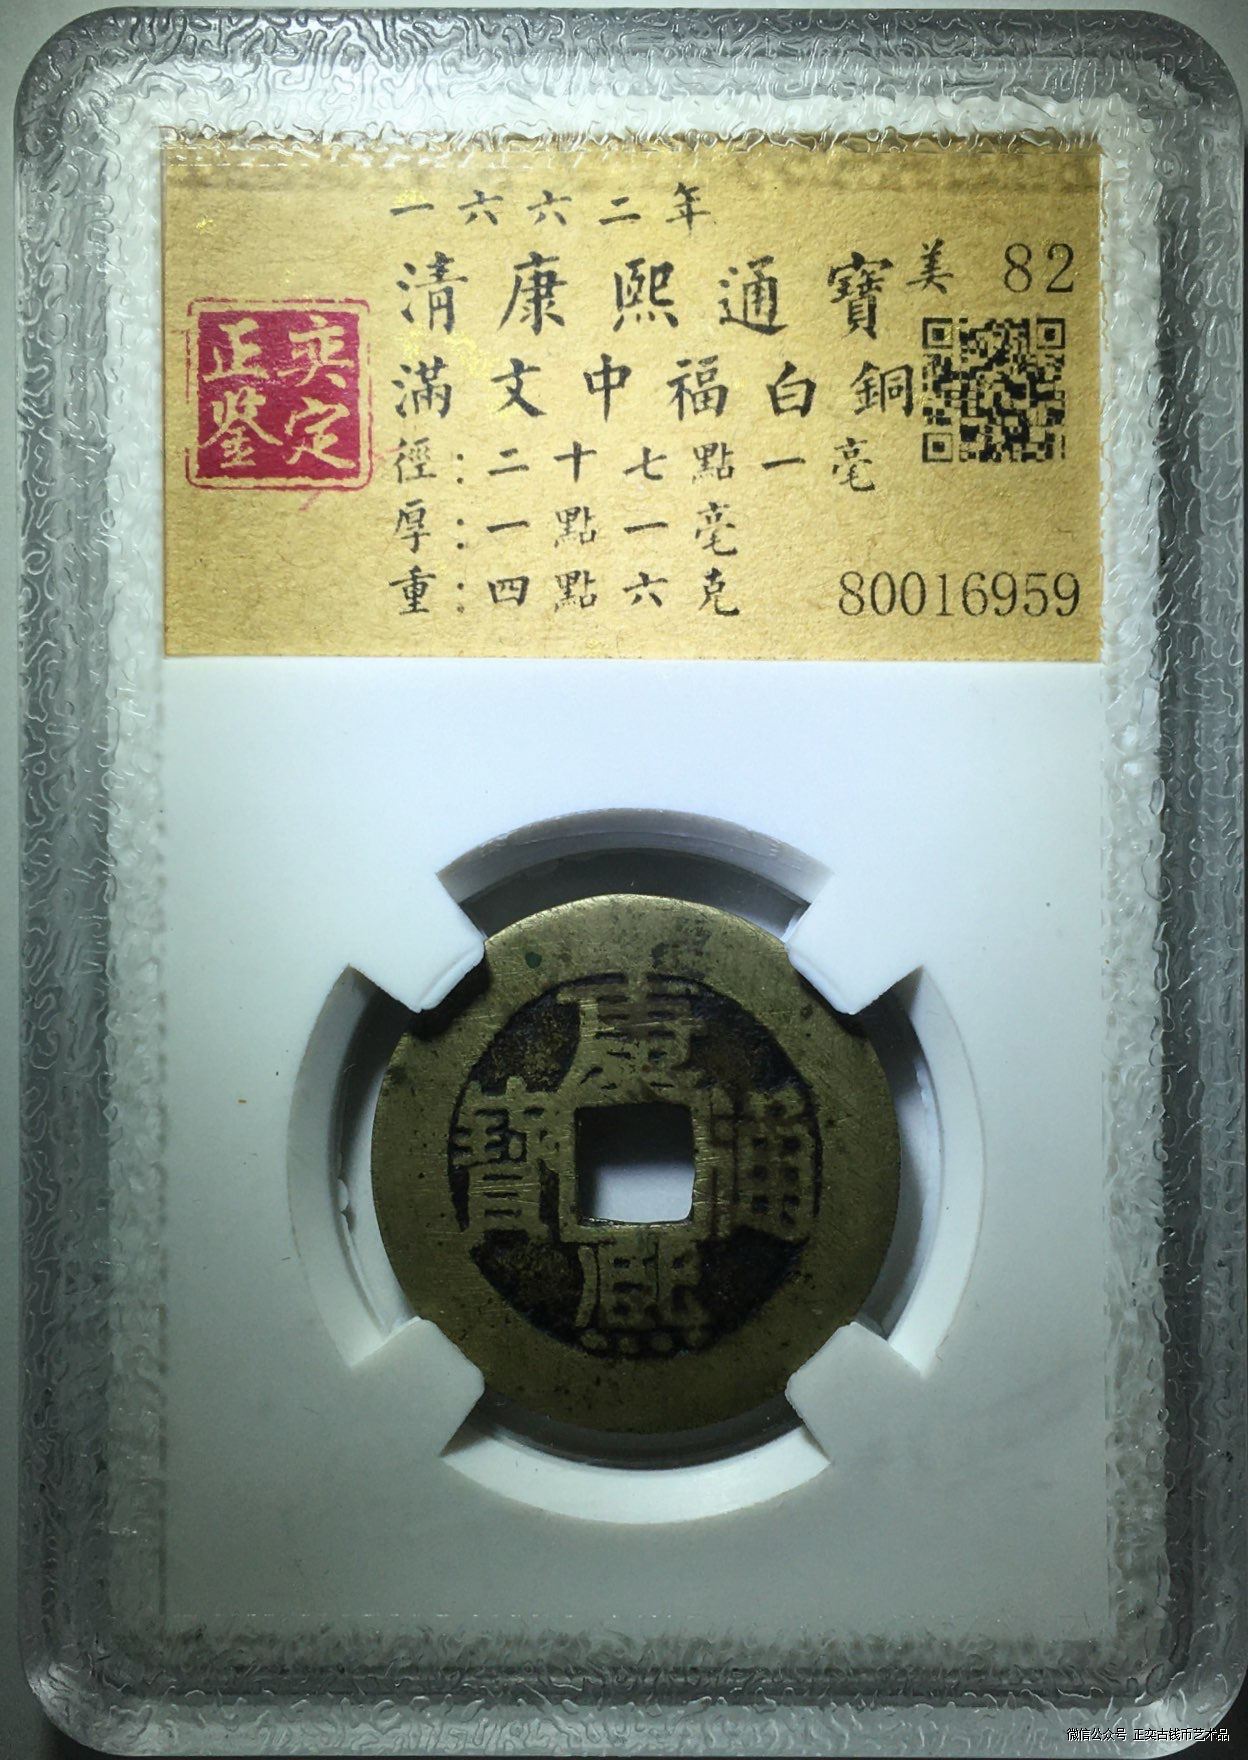 一六六二年
清康熙通寶
美 82
滿文中福白銅
徑：二十七點一毫
厚：一點一毫
重：四點六克
80016959
正奕
鉴定
康熙通寶
微信公众号 正奕古钱币艺术品